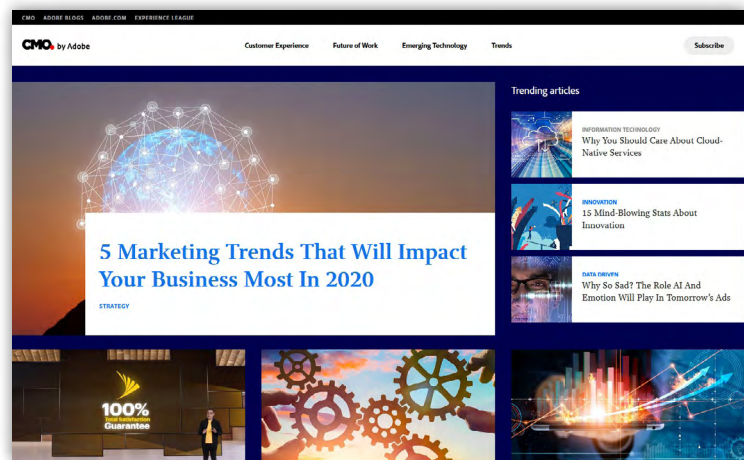 CMO ADOBE BLOGS ADOBE.COM EXPERIENCE LEAGUE
CMO by Adobe
Customer Experience Future of Work Emerging Technology Trends
Subscribe
5 Marketing Trends That Will Impact
Your Business Most In 2020
STRATEGY
Trending articles
INFORMATION TECHNOLOGY
Why You Should Care About Cloud-
Native Services
INNOVATION
15 Mind-Blowing Stats About
Innovation
DATA DRIVEN
Why So Sad? The Role AI And
Emotion Will Play In Tomorrow's Ads
100%
Total Satisfaction
Guarantee